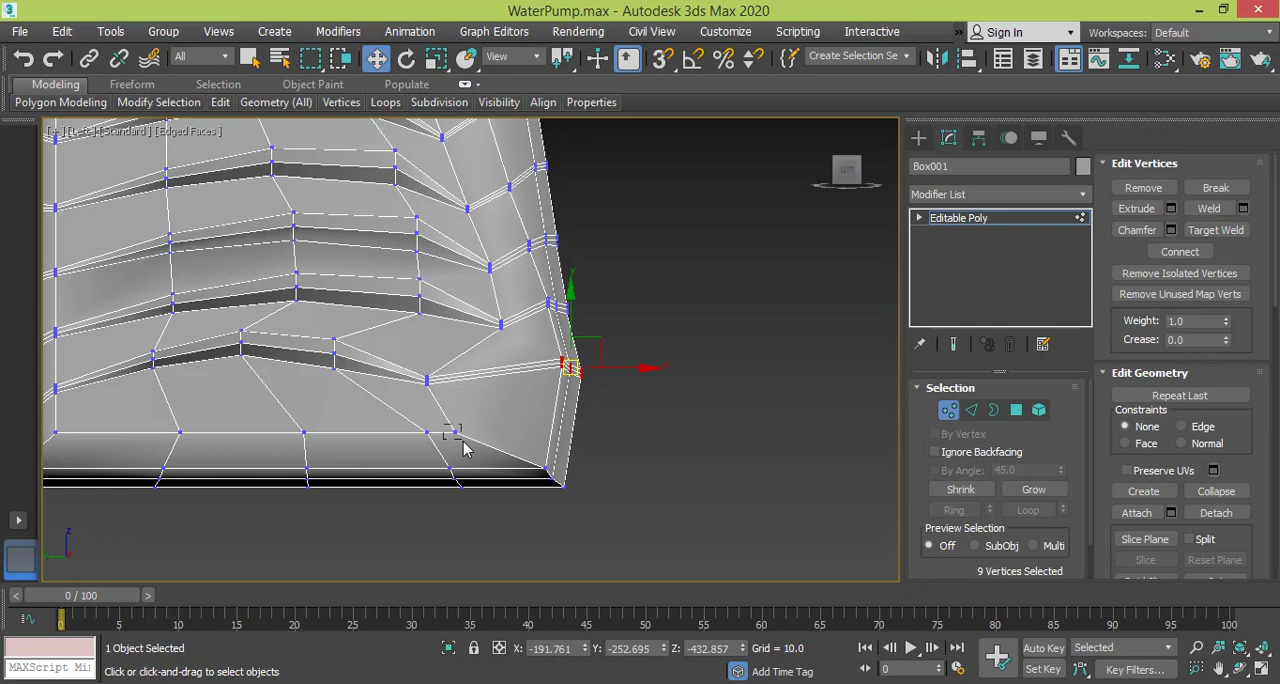 WaterPump.max - Autodesk 3ds Max 2020
File Edit Tools Group Views Create Modifiers Animation Graph Editors Rendering Civil View Customize Scripting Interactive
Sign In Workspaces: Default
All View Create Selection Se
Modeling Freeform Selection Object Paint Populate
Polygon Modeling Modify Selection Edit Geometry (All) Vertices Loops Subdivision Visibility Align Properties
[+] [Left] [Standard] [Edged Faces]
LEFT
Box001
Modifier List
Editable Poly
Selection
By Vertex
Ignore Backfacing
By Angle: 45.0
Shrink Grow
Ring Loop
Preview Selection
Off SubObj Multi
9 Vertices Selected
Edit Vertices
Remove Break
Extrude Weld
Chamfer Target Weld
Connect
Remove Isolated Vertices
Remove Unused Map Verts
Weight: 1.0
Crease: 0.0
Edit Geometry
Repeat Last
Constraints
None Edge
Face Normal
Preserve UVs
Create Collapse
Attach Detach
Slice Plane Split
Slice Reset Plane
0 / 100
0 5 10 15 20 25 30 35 40 45 50 55 60 65 70 75 80 85 90 95 100
1 Object Selected
X: -191.761 Y: -252.695 Z: -432.857 Grid = 10.0
MAXScript Mi
Click or click-and-drag to select objects
Add Time Tag
0
Auto Key Selected
Set Key Key Filters...